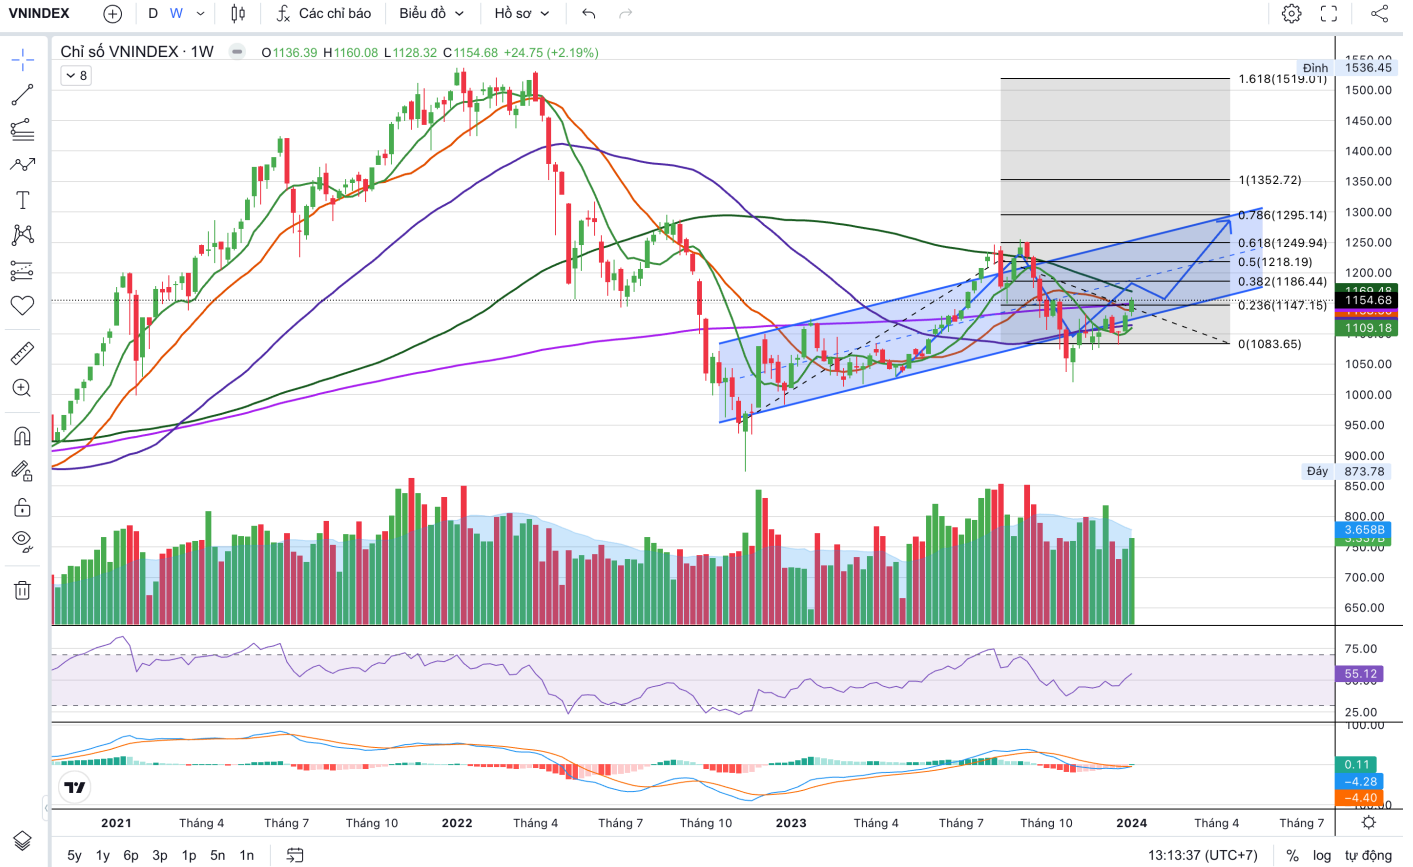 VNINDEX
D W
Các chỉ báo
Biểu đồ
Hồ sơ
Chỉ số VNINDEX · 1W
O1136.39 H1160.08 L1128.32 C1154.68 +24.75 (+2.19%)
8
Đỉnh 1536.45
1.618(1519.01)
1500.00
1450.00
1400.00
1350.00
1(1352.72)
1300.00
0.786(1295.14)
1250.00
0.618(1249.94)
0.5(1218.19)
1200.00
0.382(1186.44)
1154.68
0.236(1147.15)
1109.18
0(1083.65)
1050.00
1000.00
950.00
900.00
Đáy 873.78
850.00
800.00
3.658B
750.00
700.00
650.00
75.00
55.12
25.00
100.00
0.11
−4.28
−4.40
2021 Tháng 4 Tháng 7 Tháng 10 2022 Tháng 4 Tháng 7 Tháng 10 2023 Tháng 4 Tháng 7 Tháng 10 2024 Tháng 4 Tháng 7
5y 1y 6p 3p 1p 5n 1n
13:13:37 (UTC+7) % log tự động